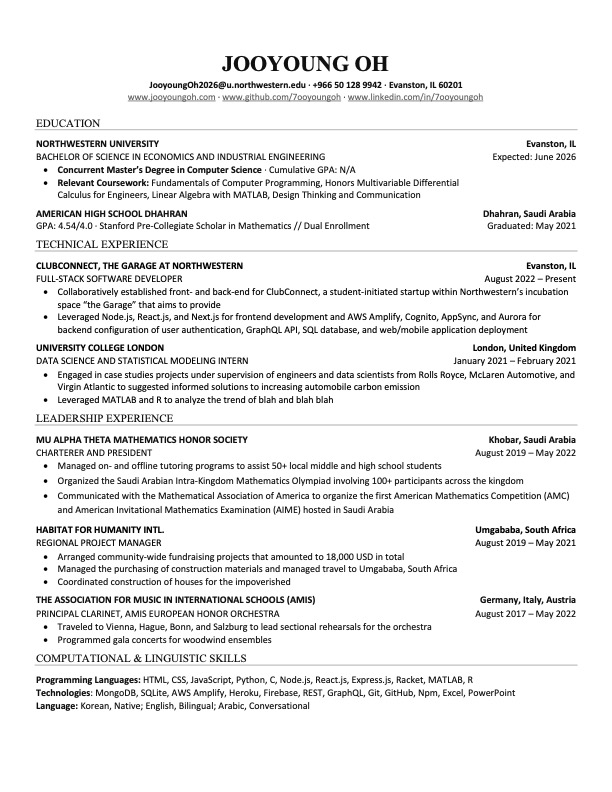 JOOYOUNG OH
JooyoungOh2026@u.northwestern.edu · +966 50 128 9942 · Evanston, IL 60201
www.jooyoungoh.com · www.github.com/7ooyoungoh · www.linkedin.com/in/7ooyoungoh
EDUCATION
NORTHWESTERN UNIVERSITY Evanston, IL
BACHELOR OF SCIENCE IN ECONOMICS AND INDUSTRIAL ENGINEERING Expected: June 2026
• Concurrent Master's Degree in Computer Science · Cumulative GPA: N/A
• Relevant Coursework: Fundamentals of Computer Programming, Honors Multivariable Differential
Calculus for Engineers, Linear Algebra with MATLAB, Design Thinking and Communication
AMERICAN HIGH SCHOOL DHAHRAN Dhahran, Saudi Arabia
GPA: 4.54/4.0 · Stanford Pre-Collegiate Scholar in Mathematics // Dual Enrollment Graduated: May 2021
TECHNICAL EXPERIENCE
CLUBCONNECT, THE GARAGE AT NORTHWESTERN Evanston, IL
FULL-STACK SOFTWARE DEVELOPER August 2022 – Present
• Collaboratively established front- and back-end for ClubConnect, a student-initiated startup within Northwestern's incubation
space “the Garage” that aims to provide
• Leveraged Node.js, React.js, and Next.js for frontend development and AWS Amplify, Cognito, AppSync, and Aurora for
backend configuration of user authentication, GraphQL API, SQL database, and web/mobile application deployment
UNIVERSITY COLLEGE LONDON London, United Kingdom
DATA SCIENCE AND STATISTICAL MODELING INTERN January 2021 – February 2021
• Engaged in case studies projects under supervision of engineers and data scientists from Rolls Royce, McLaren Automotive, and
Virgin Atlantic to suggested informed solutions to increasing automobile carbon emission
• Leveraged MATLAB and R to analyze the trend of blah and blah blah
LEADERSHIP EXPERIENCE
MU ALPHA THETA MATHEMATICS HONOR SOCIETY Khobar, Saudi Arabia
CHARTERER AND PRESIDENT August 2019 – May 2022
• Managed on- and offline tutoring programs to assist 50+ local middle and high school students
• Organized the Saudi Arabian Intra-Kingdom Mathematics Olympiad involving 100+ participants across the kingdom
• Communicated with the Mathematical Association of America to organize the first American Mathematics Competition (AMC)
and American Invitational Mathematics Examination (AIME) hosted in Saudi Arabia
HABITAT FOR HUMANITY INTL. Umgababa, South Africa
REGIONAL PROJECT MANAGER August 2019 – May 2021
• Arranged community-wide fundraising projects that amounted to 18,000 USD in total
• Managed the purchasing of construction materials and managed travel to Umgababa, South Africa
• Coordinated construction of houses for the impoverished
THE ASSOCIATION FOR MUSIC IN INTERNATIONAL SCHOOLS (AMIS) Germany, Italy, Austria
PRINCIPAL CLARINET, AMIS EUROPEAN HONOR ORCHESTRA August 2017 – May 2022
• Traveled to Vienna, Hague, Bonn, and Salzburg to lead sectional rehearsals for the orchestra
• Programmed gala concerts for woodwind ensembles
COMPUTATIONAL & LINGUISTIC SKILLS
Programming Languages: HTML, CSS, JavaScript, Python, C, Node.js, React.js, Express.js, Racket, MATLAB, R
Technologies: MongoDB, SQLite, AWS Amplify, Heroku, Firebase, REST, GraphQL, Git, GitHub, Npm, Excel, PowerPoint
Language: Korean, Native; English, Bilingual; Arabic, Conversational